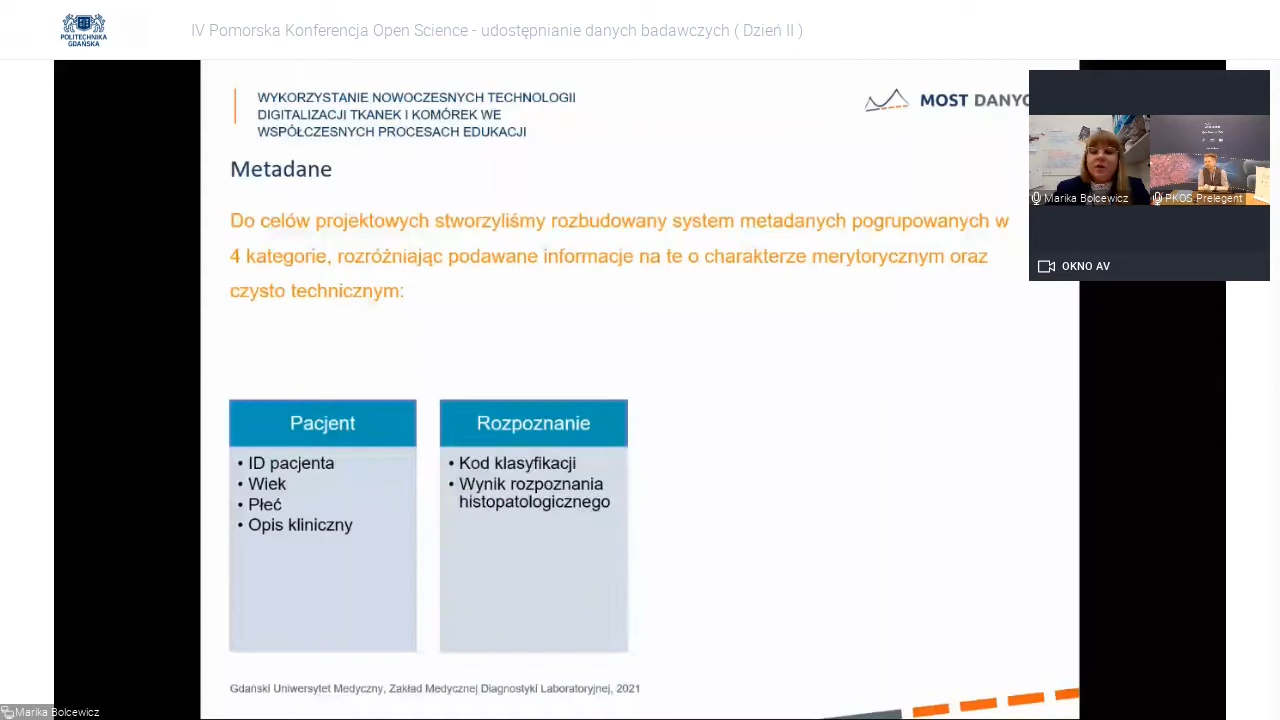 POLITECHNIKA
GDAŃSKA
IV Pomorska Konferencja Open Science - udostępnianie danych badawczych ( Dzień II )
WYKORZYSTANIE NOWOCZESNYCH TECHNOLOGII
DIGITALIZACJI TKANEK I KOMÓREK WE
WSPÓŁCZESNYCH PROCESACH EDUKACJI
MOST DANYC
Metadane
Do celów projektowych stworzyliśmy rozbudowany system metadanych pogrupowanych w
4 kategorie, rozróżniając podawane informacje na te o charakterze merytorycznym oraz
czysto technicznym:
Marika Bolcewicz
PKOS Prelegent
OKNO AV
Pacjent
• ID pacjenta
• Wiek
• Płeć
• Opis kliniczny
Rozpoznanie
• Kod klasyfikacji
• Wynik rozpoznania
histopatologicznego
Gdański Uniwersytet Medyczny, Zakład Medycznej Diagnostyki Laboratoryjnej, 2021
Marika Bolcewicz